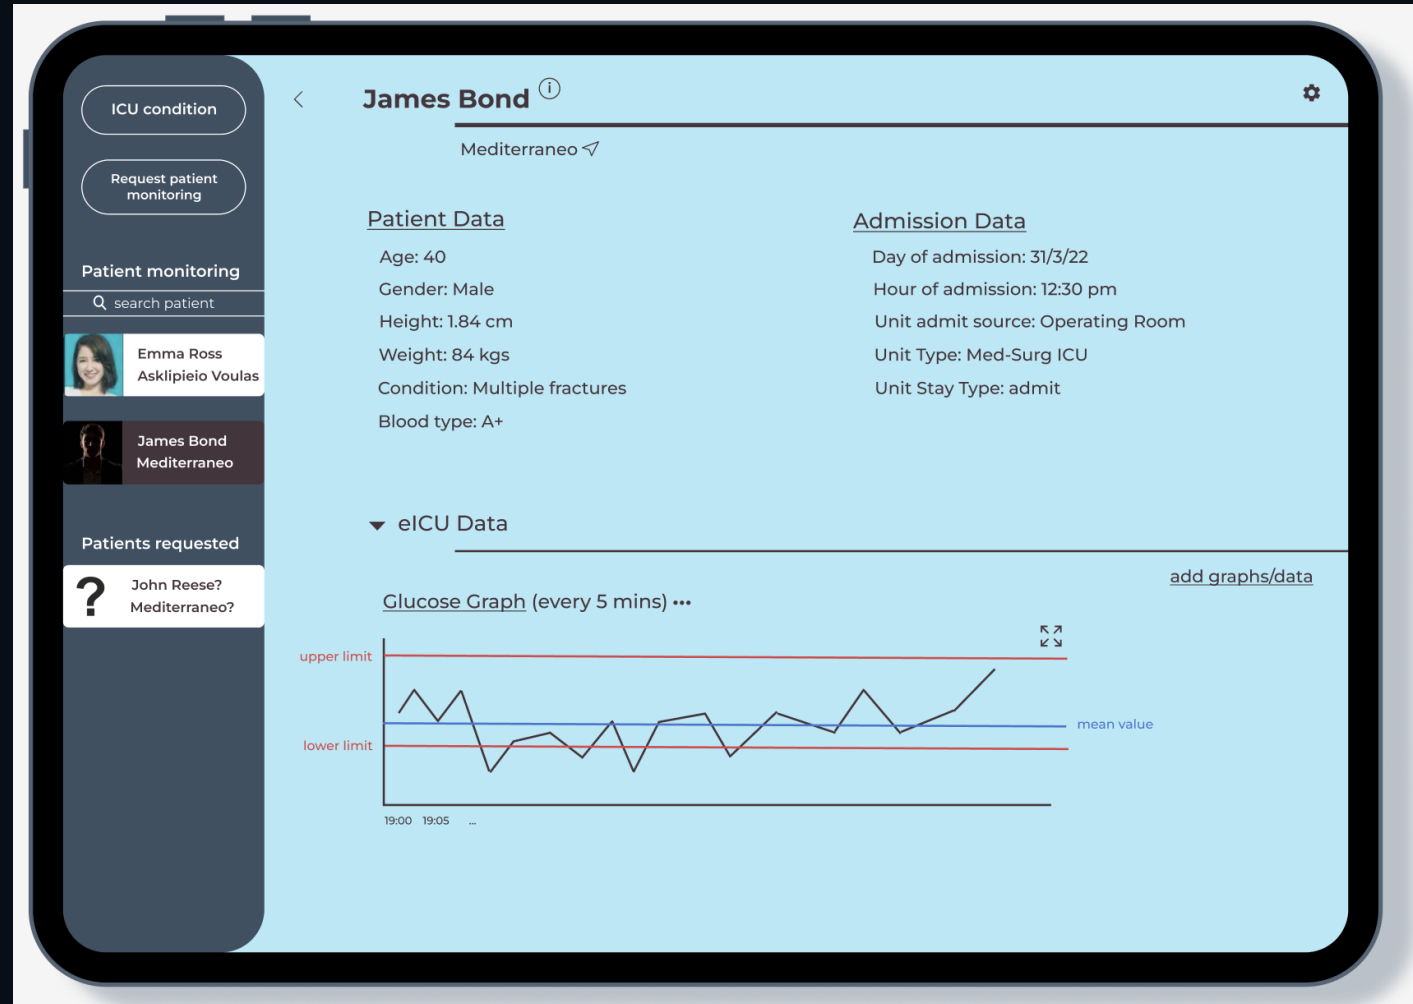 ICU condition
Request patient
monitoring
Patient monitoring
search patient
Emma Ross
Asklipieio Voulas
James Bond
Mediterraneo
Patients requested
?
John Reese?
Mediterraneo?
James Bond
Mediterraneo
Patient Data
Age: 40
Gender: Male
Height: 1.84 cm
Weight: 84 kgs
Condition: Multiple fractures
Blood type: A+
Admission Data
Day of admission: 31/3/22
Hour of admission: 12:30 pm
Unit admit source: Operating Room
Unit Type: Med-Surg ICU
Unit Stay Type: admit
eICU Data
add graphs/data
Glucose Graph (every 5 mins) •••
upper limit
mean value
lower limit
19:00 19:05 ...